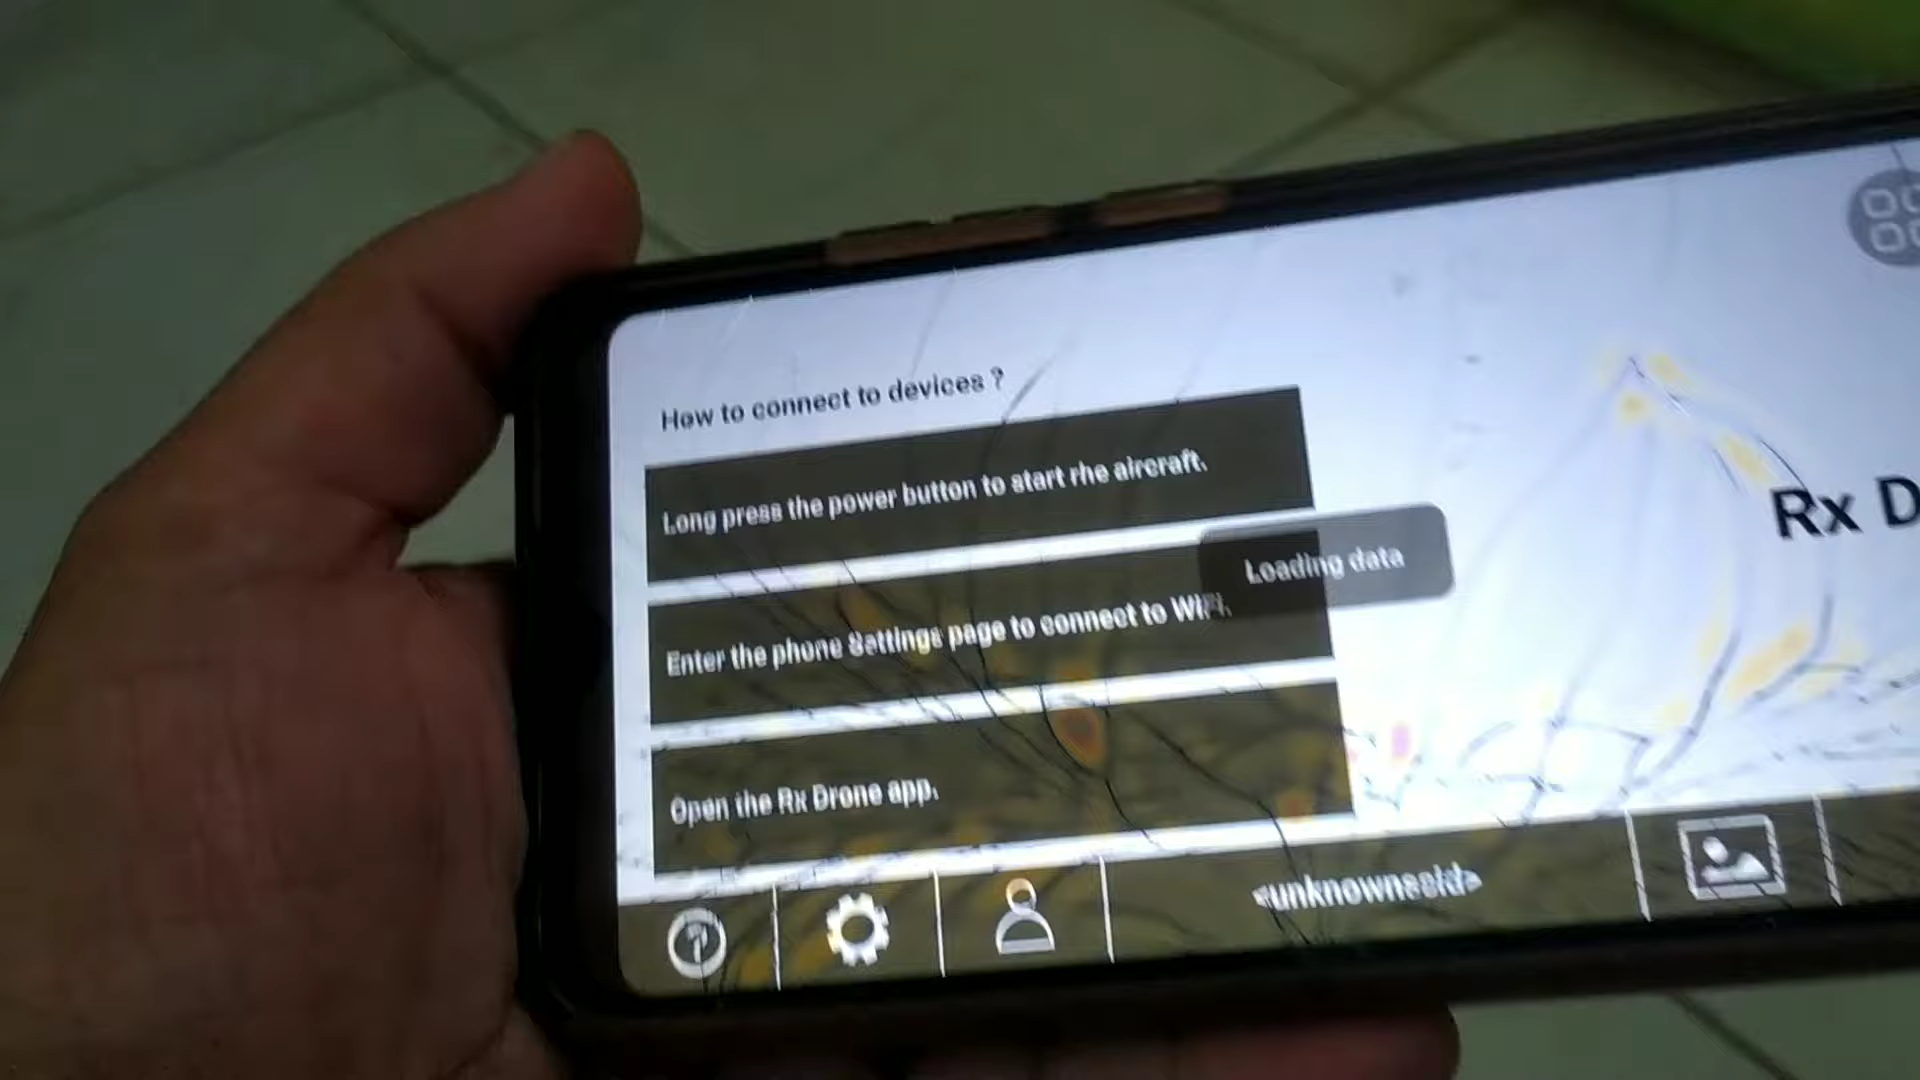 How to connect to devices ?
Long press the power button to start rhe aircraft.
Loading data
Enter the phone Settings page to connect to WIFI.
Open the Rx Drone app.
Rx D
<unknownssid>